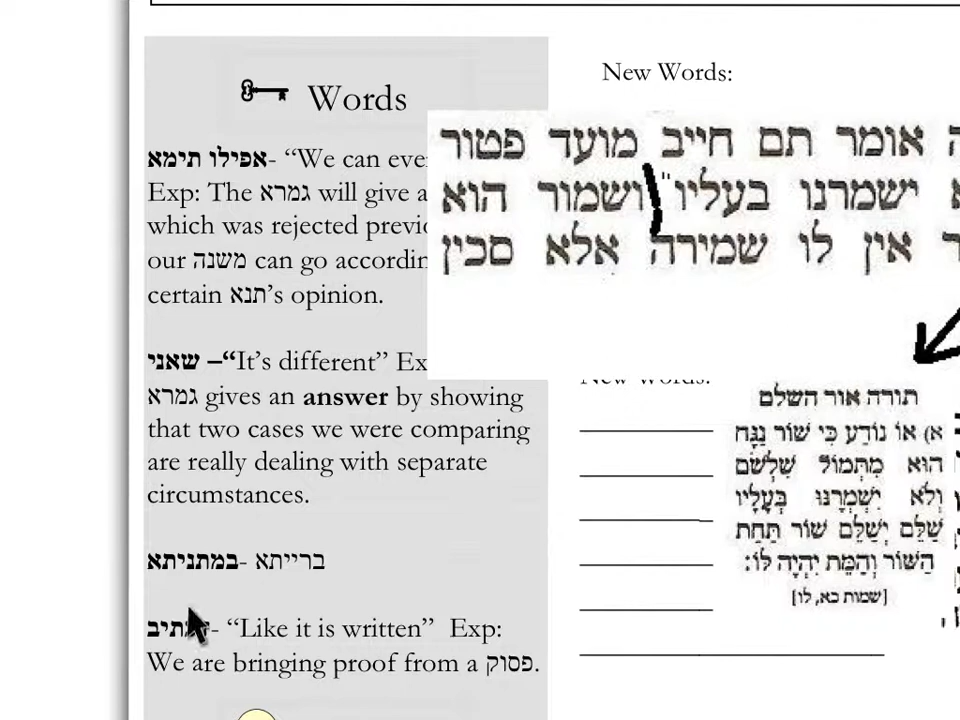 Words
אפילו תימא- “We can eve
Exp: The גמרא will give a
which was rejected previo
our משנה can go accordin
certain תנא’s opinion.
שאני –“It’s different” Ex
גמרא gives an answer by showing
that two cases we were comparing
are really dealing with separate
circumstances.
במתניתא- ברייתא
“Like it is written” Exp:
We are bringing proof from a פסוק.
New Words:
אומר תם חייב מועד פטור
ישמרנו בעליו" ושמור הוא
אין לו שמירה אלא סכין
New Words:
תורה אור השלם
א) אוֹ נוֹדַע כִּי שׁוֹר נַגָּח
הוּא מִתְּמוֹל שִׁלְשֹׁם
וְלֹא יִשְׁמְרֶנּוּ בְּעָלָיו
שַׁלֵּם יְשַׁלֵּם שׁוֹר תַּחַת
הַשּׁוֹר וְהַמֵּת יִהְיֶה לּוֹ:
[שמות כא, לו]